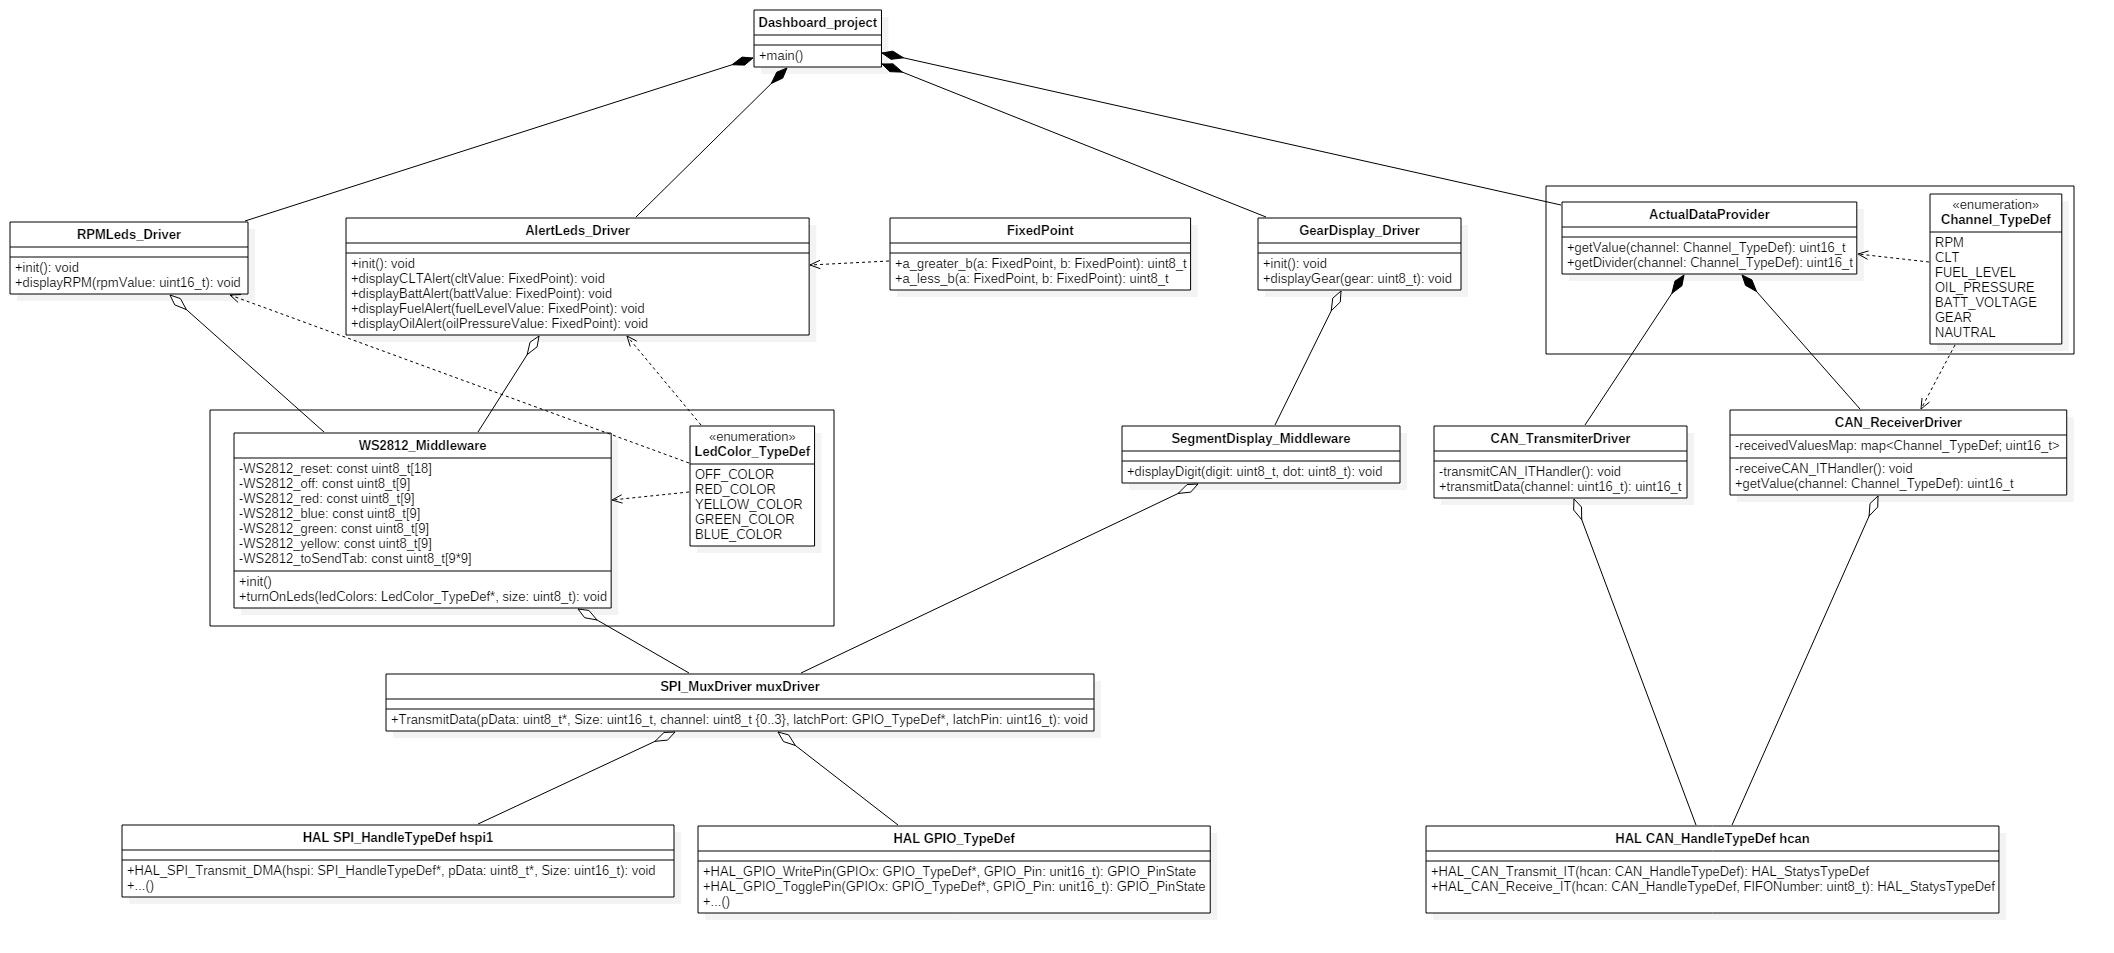 Dashboard_project
+main()
RPMLeds_Driver
+init(): void
+displayRPM(rpmValue: uint16_t): void
AlertLeds_Driver
+init(): void
+displayCLTAlert(cltValue: FixedPoint): void
+displayBattAlert(battValue: FixedPoint): void
+displayFuelAlert(fuelLevelValue: FixedPoint): void
+displayOilAlert(oilPressureValue: FixedPoint): void
FixedPoint
+a_greater_b(a: FixedPoint, b: FixedPoint): uint8_t
+a_less_b(a: FixedPoint, b: FixedPoint): uint8_t
GearDisplay_Driver
+init(): void
+displayGear(gear: uint8_t): void
ActualDataProvider
+getValue(channel: Channel_TypeDef): uint16_t
+getDivider(channel: Channel_TypeDef): uint16_t
«enumeration»
Channel_TypeDef
RPM
CLT
FUEL_LEVEL
OIL_PRESSURE
BATT_VOLTAGE
GEAR
NAUTRAL
WS2812_Middleware
-WS2812_reset: const uint8_t[18]
-WS2812_off: const uint8_t[9]
-WS2812_red: const uint8_t[9]
-WS2812_blue: const uint8_t[9]
-WS2812_green: const uint8_t[9]
-WS2812_yellow: const uint8_t[9]
-WS2812_toSendTab: const uint8_t[9*9]
+init()
+turnOnLeds(ledColors: LedColor_TypeDef*, size: uint8_t): void
«enumeration»
LedColor_TypeDef
OFF_COLOR
RED_COLOR
YELLOW_COLOR
GREEN_COLOR
BLUE_COLOR
SegmentDisplay_Middleware
+displayDigit(digit: uint8_t, dot: uint8_t): void
CAN_TransmiterDriver
-transmitCAN_ITHandler(): void
+transmitData(channel: uint16_t): uint16_t
CAN_ReceiverDriver
-receivedValuesMap: map<Channel_TypeDef; uint16_t>
-receiveCAN_ITHandler(): void
+getValue(channel: Channel_TypeDef): uint16_t
SPI_MuxDriver muxDriver
+TransmitData(pData: uint8_t*, Size: uint16_t, channel: uint8_t {0..3}, latchPort: GPIO_TypeDef*, latchPin: uint16_t): void
HAL SPI_HandleTypeDef hspi1
+HAL_SPI_Transmit_DMA(hspi: SPI_HandleTypeDef*, pData: uint8_t*, Size: uint16_t): void
+...()
HAL GPIO_TypeDef
+HAL_GPIO_WritePin(GPIOx: GPIO_TypeDef*, GPIO_Pin: unit16_t): GPIO_PinState
+HAL_GPIO_TogglePin(GPIOx: GPIO_TypeDef*, GPIO_Pin: unit16_t): GPIO_PinState
+...()
HAL CAN_HandleTypeDef hcan
+HAL_CAN_Transmit_IT(hcan: CAN_HandleTypeDef): HAL_StatysTypeDef
+HAL_CAN_Receive_IT(hcan: CAN_HandleTypeDef, FIFONumber: uint8_t): HAL_StatysTypeDef